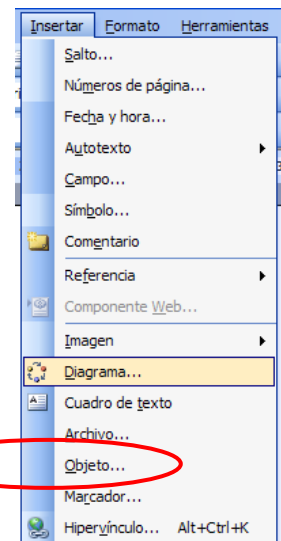 Insertar Formato Herramientas
Salto...
Números de página...
Fecha y hora...
Autotexto
Campo...
Símbolo...
Comentario
Referencia
Componente Web...
Imagen
Diagrama...
Cuadro de texto
Archivo...
Objeto...
Marcador...
Hipervínculo... Alt+Ctrl+K